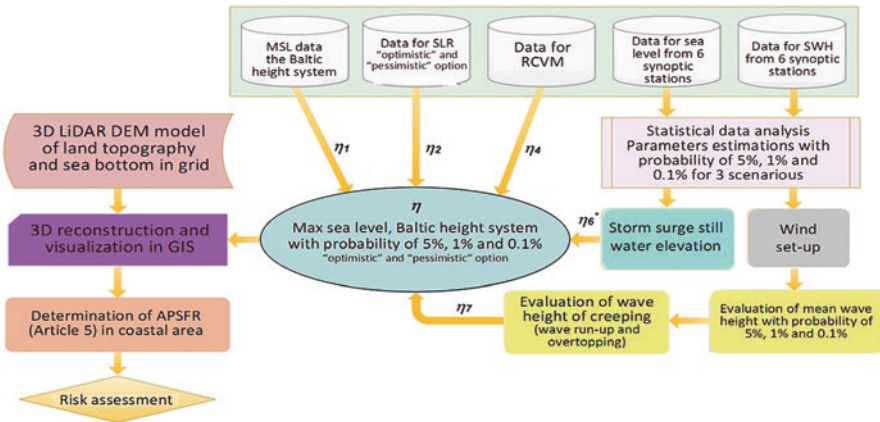 MSL data
the Baltic
height system
Data for SLR
"optimistic" and
"pessimistic" option
Data for
RCVM
Data for sea
level from 6
synoptic
stations
Data for SWH
from 6 synoptic
stations
3D LiDAR DEM model
of land topography
and sea bottom in grid
η1
η2
η4
Statistical data analysis
Parameters estimations with
probability of 5%, 1% and
0.1% for 3 scenarious
3D reconstruction and
visualization in GIS
η
Max sea level, Baltic height system
with probability of 5%, 1% and 0.1%
"optimistic" and "pessimistic" option
η6*
Storm surge still
water elevation
Wind
set-up
Determination of APSFR
(Article 5) in coastal area
η7
Evaluation of wave
height of creeping
(wave run-up and
overtopping)
Evaluation of mean wave
height with probability of
5%, 1% and 0.1%
Risk assessment